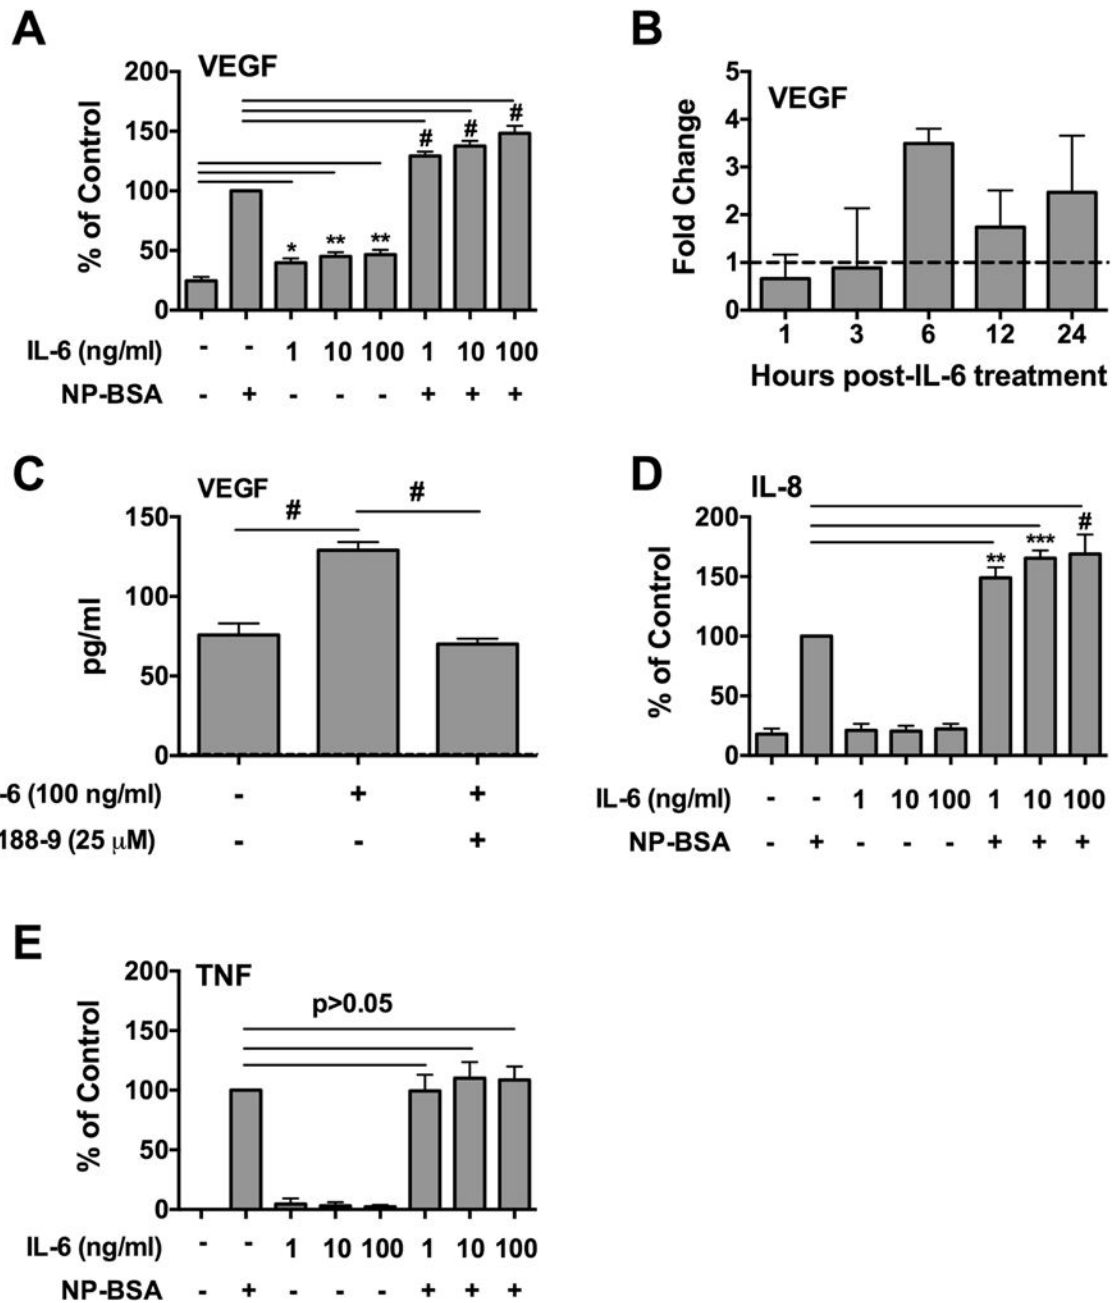 A
VEGF
% of Control
200
150
100
50
0
# # #
* ** **
IL-6 (ng/ml) - - 1 10 100 1 10 100
NP-BSA - + - - - + + +
B
VEGF
Fold Change
5
4
3
2
1
0
1 3 6 12 24
Hours post-IL-6 treatment
C
VEGF
pg/ml
150
100
50
0
# #
-6 (100 ng/ml) - + +
188-9 (25 μM) - - +
D
IL-8
% of Control
200
150
100
50
0
** *** #
IL-6 (ng/ml) - - 1 10 100 1 10 100
NP-BSA - + - - - + + +
E
TNF
% of Control
200
150
100
50
0
p>0.05
IL-6 (ng/ml) - - 1 10 100 1 10 100
NP-BSA - + - - - + + +